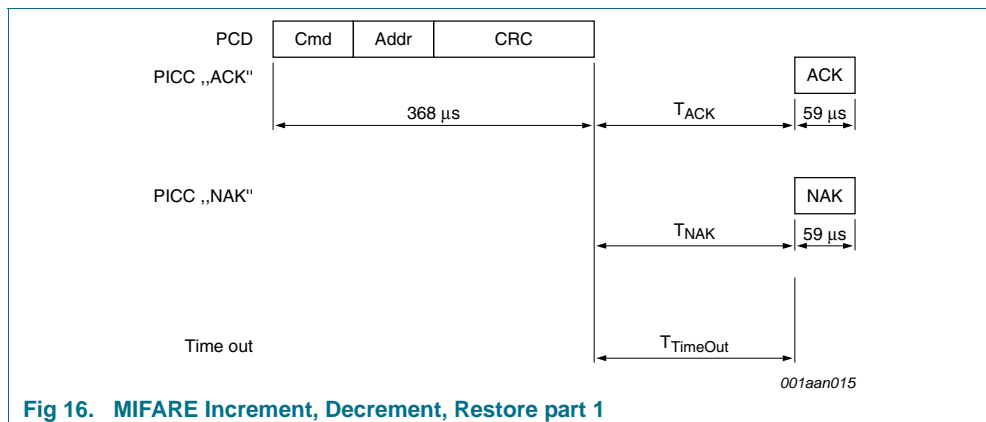 PCD Cmd Addr CRC
PICC ,,ACK" ACK
368 μs TACK 59 μs
PICC ,,NAK" NAK
TNAK 59 μs
Time out TTimeOut
001aan015
Fig 16. MIFARE Increment, Decrement, Restore part 1